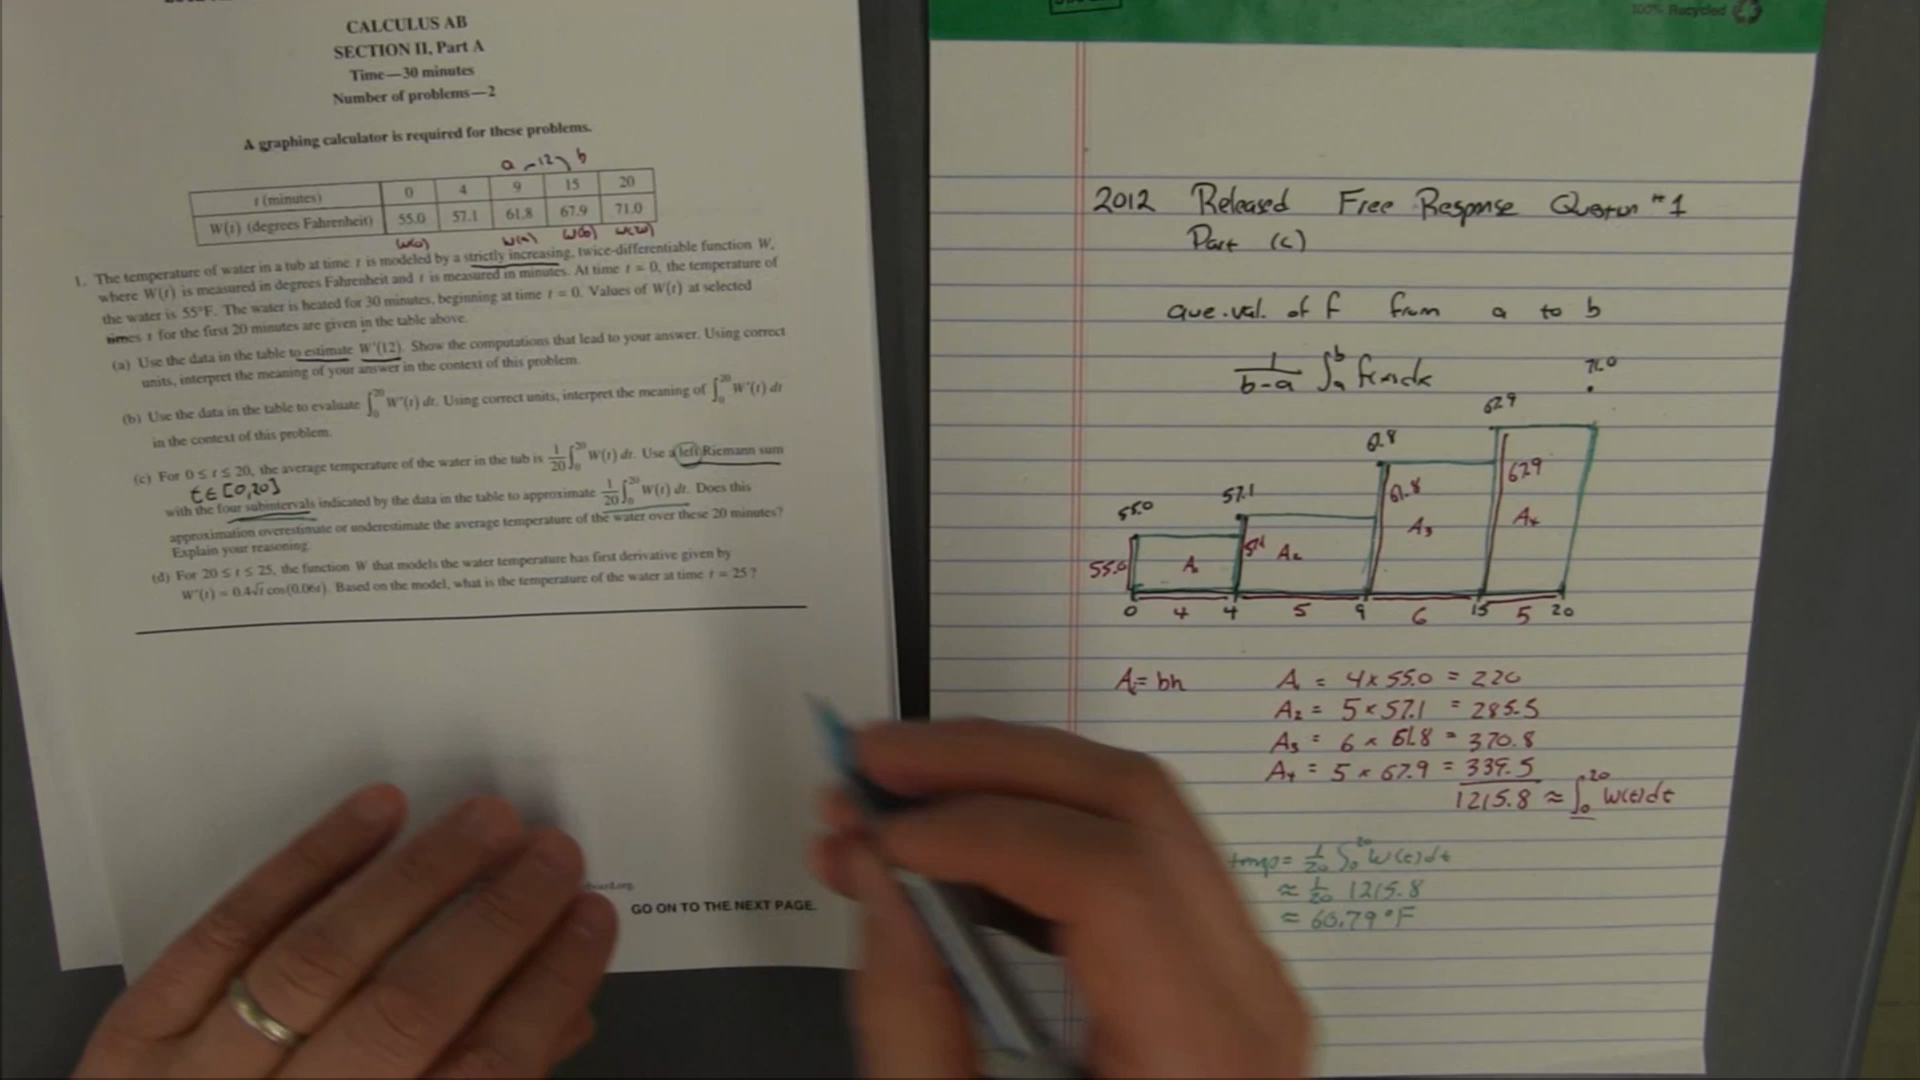 CALCULUS AB
SECTION II, Part A
Time—30 minutes
Number of problems—2
A graphing calculator is required for these problems.
a 12 b
t (minutes) 0 4 9 15 20
W(t) (degrees Fahrenheit) 55.0 57.1 61.8 67.9 71.0
W(0) W(a) W(b) W(20)
1. The temperature of water in a tub at time t is modeled by a strictly increasing, twice-differentiable function W,
where W(t) is measured in degrees Fahrenheit and t is measured in minutes. At time t = 0, the temperature of
the water is 55°F. The water is heated for 30 minutes, beginning at time t = 0. Values of W(t) at selected
times t for the first 20 minutes are given in the table above.
(a) Use the data in the table to estimate W'(12). Show the computations that lead to your answer. Using correct
units, interpret the meaning of your answer in the context of this problem.
(b) Use the data in the table to evaluate ∫₀²⁰ W'(t) dt. Using correct units, interpret the meaning of ∫₀²⁰ W'(t) dt
in the context of this problem.
(c) For 0 ≤ t ≤ 20, the average temperature of the water in the tub is 1/20 ∫₀²⁰ W(t) dt. Use a left Riemann sum
t∈[0,20]
with the four subintervals indicated by the data in the table to approximate 1/20 ∫₀²⁰ W(t) dt. Does this
approximation overestimate or underestimate the average temperature of the water over these 20 minutes?
Explain your reasoning.
(d) For 20 ≤ t ≤ 25, the function W that models the water temperature has first derivative given by
W'(t) = 0.4√t cos(0.06t). Based on the model, what is the temperature of the water at time t = 25?
GO ON TO THE NEXT PAGE.
100% Recycled
2012 Released Free Response Question #1
Part (c)
ave. val. of f from a to b
1/(b-a) ∫ₐᵇ f(x)dx
71.0
67.9
61.8
57.1
55.0
55.0 A₁ 57.1 A₂ 61.8 A₃ 67.9 A₄
0 4 4 5 9 6 15 5 20
A=bh
A₁ = 4x55.0 = 220
A₂ = 5 x 57.1 = 285.5
A₃ = 6 x 61.8 = 370.8
A₄ = 5 x 67.9 = 339.5
1215.8 ≈ ∫₀²⁰ W(t)dt
tmp = 1/20 ∫₀²⁰ W(t)dt
≈ 1/20 1215.8
≈ 60.79°F